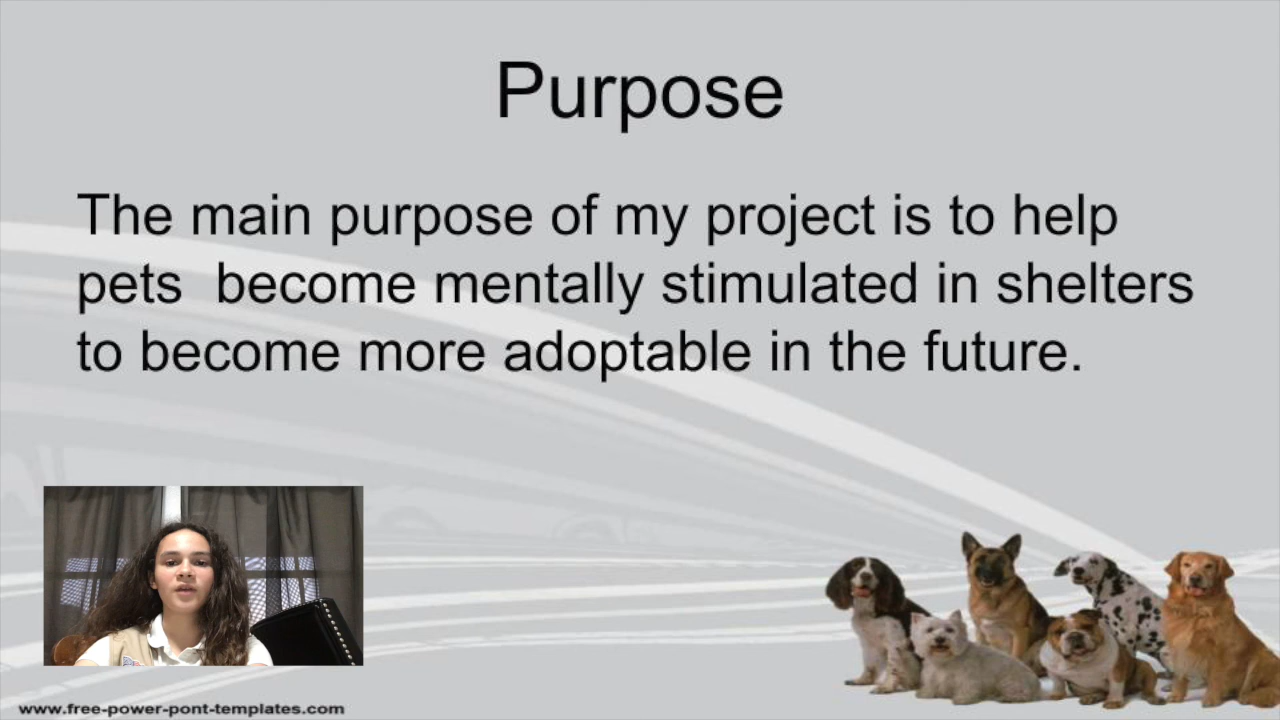 Purpose
The main purpose of my project is to help
pets  become mentally stimulated in shelters
to become more adoptable in the future.
www.free-power-pont-templates.com